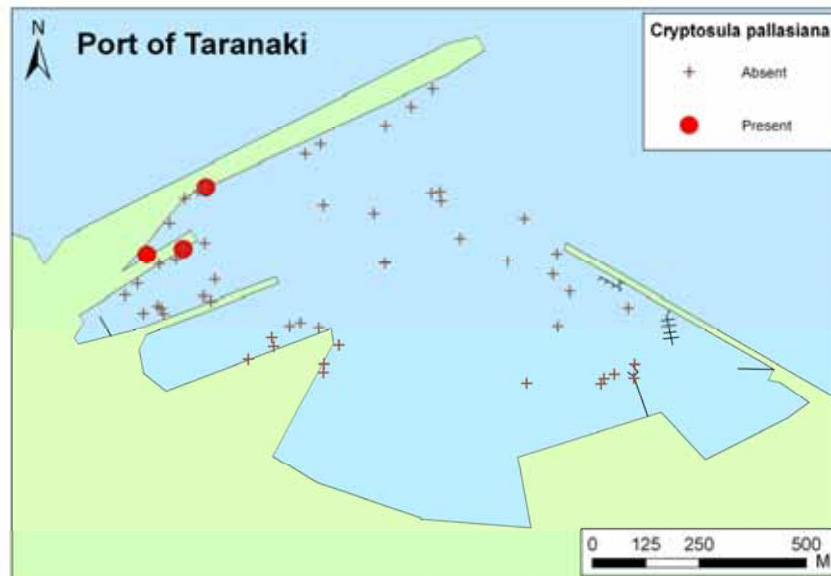 N
Port of Taranaki
Cryptosula pallasiana
Absent
Present
0 125 250 500
M